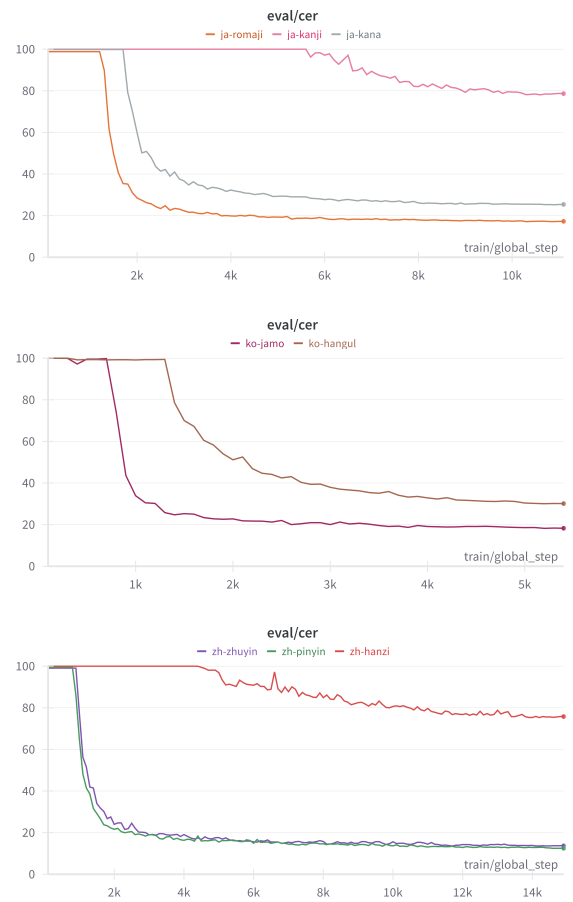 eval/cer
ja-romaji ja-kanji ja-kana
100
80
60
40
20
0
train/global_step
2k 4k 6k 8k 10k
eval/cer
ko-jamo ko-hangul
100
80
60
40
20
0
train/global_step
1k 2k 3k 4k 5k
eval/cer
zh-zhuyin zh-pinyin zh-hanzi
100
80
60
40
20
0
train/global_step
2k 4k 6k 8k 10k 12k 14k